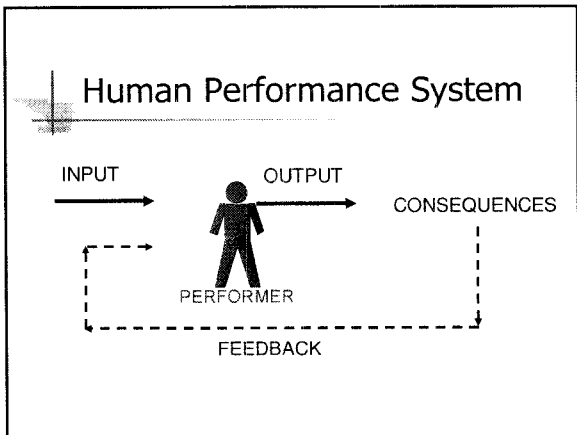 Human Performance System
INPUT
OUTPUT
CONSEQUENCES
PERFORMER
FEEDBACK